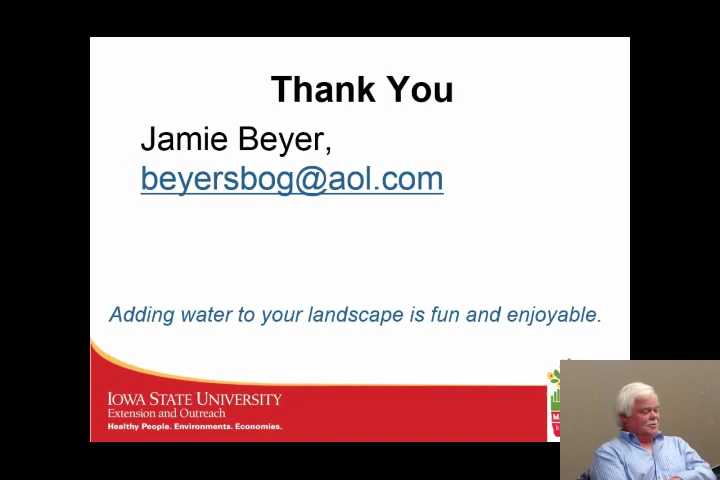 Thank You
Jamie Beyer,
beyersbog@aol.com
Adding water to your landscape is fun and enjoyable.
IOWA STATE UNIVERSITY
Extension and Outreach
Healthy People. Environments. Economies.